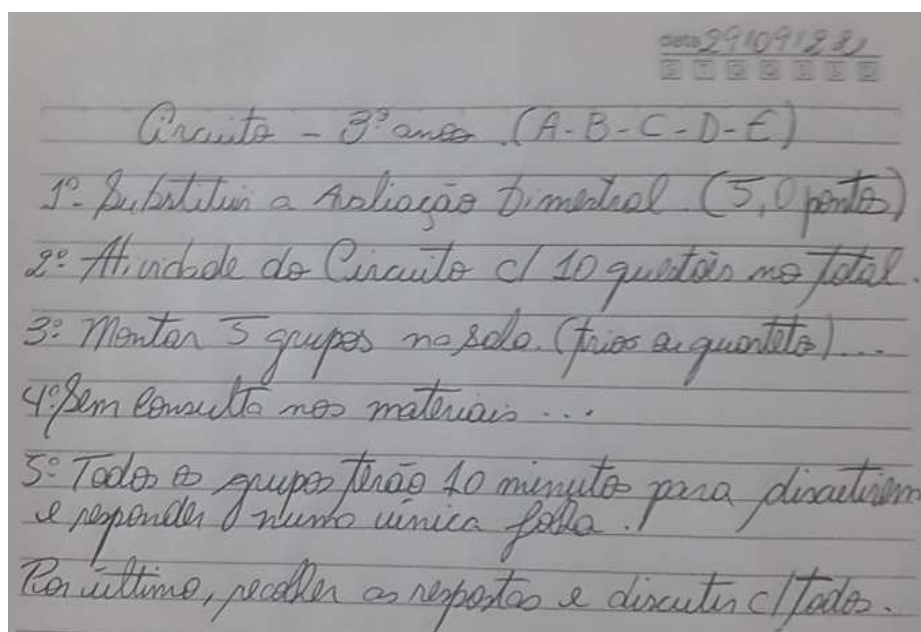 data 29/09/22
S T Q Q S S D
Circuito - 3º anos (A-B-C-D-E)
1º- Substituir a Avaliação bimestral (5,0 pontos)
2º Atividade do Circuito c/ 10 questões no total.
3º Montar 5 grupos na sala. (trios ou quarteto)...
4º Sem consulta nos materiais ...
5º Todos os grupos terão 10 minutos para discutirem
e responder numa única folha.
Por último, recolher as respostas e discutir c/ todos.